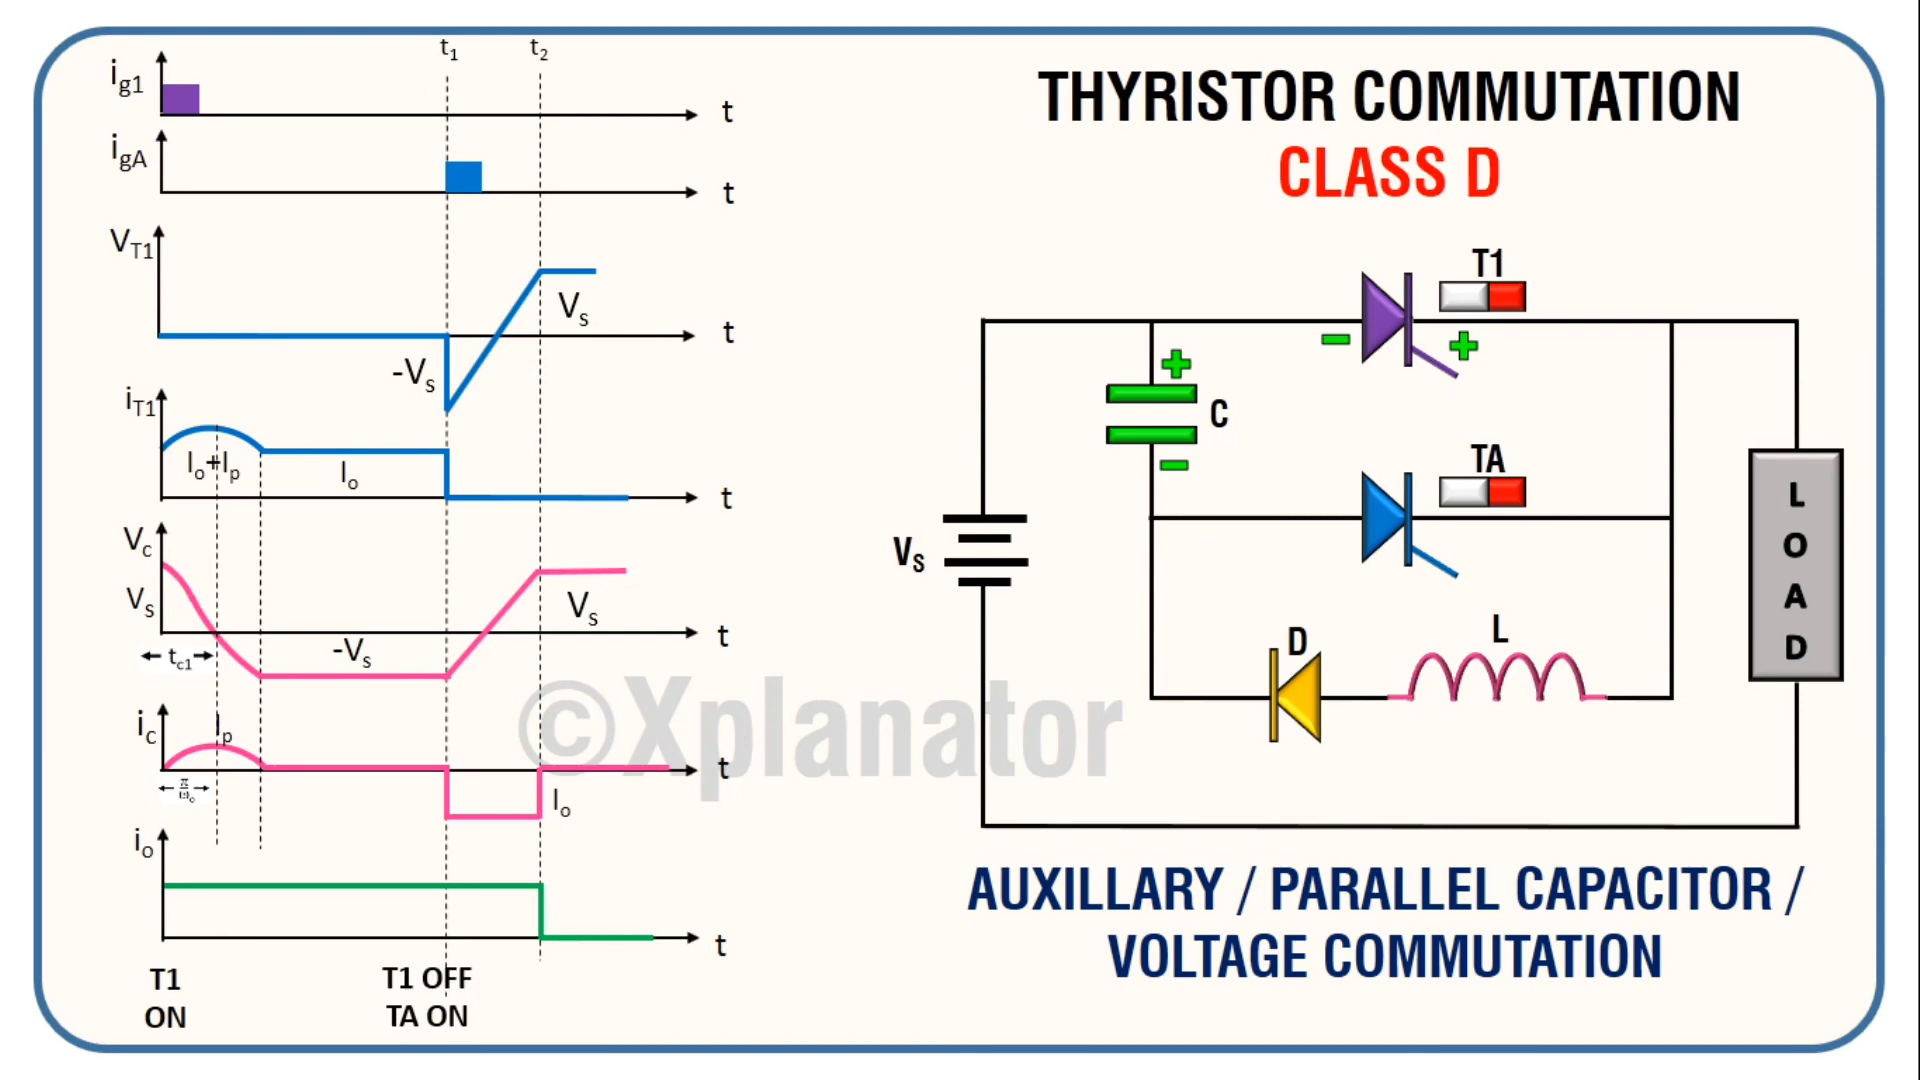 t1 t2
ig1
t
igA
t
VT1
Vs
t
-Vs
iT1
Io+Ip
Io
t
Vc
Vs
Vs
t
tc1
-Vs
ic
Ip
t
π/ωo
Io
io
t
T1
ON
T1 OFF
TA ON
THYRISTOR COMMUTATION
CLASS D
T1
C
TA
Vs
D
L
LOAD
©Xplanator
AUXILLARY / PARALLEL CAPACITOR /
VOLTAGE COMMUTATION